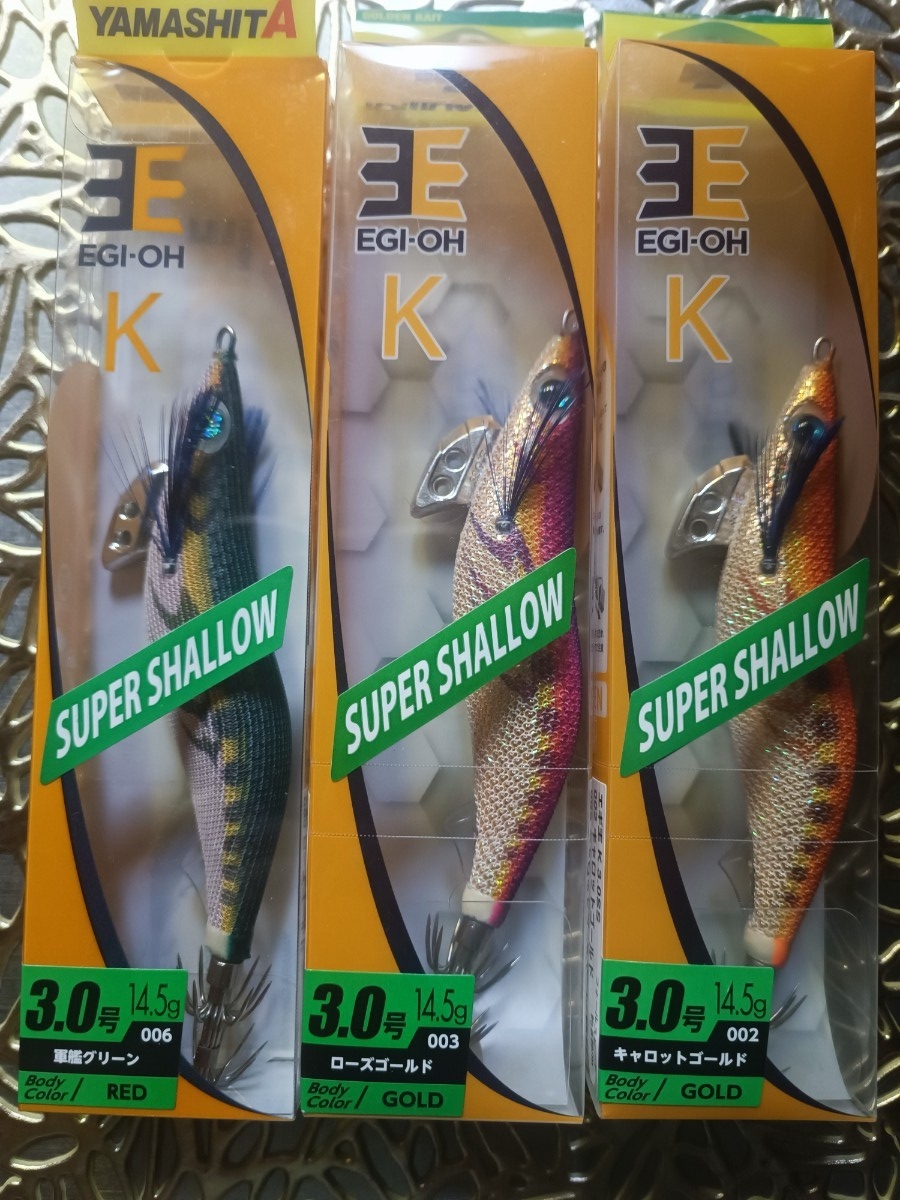 YAMASHITA
EGI-OH
K
SUPER SHALLOW
3.0号 14.5g
006
軍艦グリーン
Body Color / RED
GOLDEN BAIT
EGI-OH
K
SUPER SHALLOW
3.0号 14.5g
003
ローズゴールド
Body Color / GOLD
EGI-OH
K
SUPER SHALLOW
3.0号 14.5g
002
キャロットゴールド
Body Color / GOLD